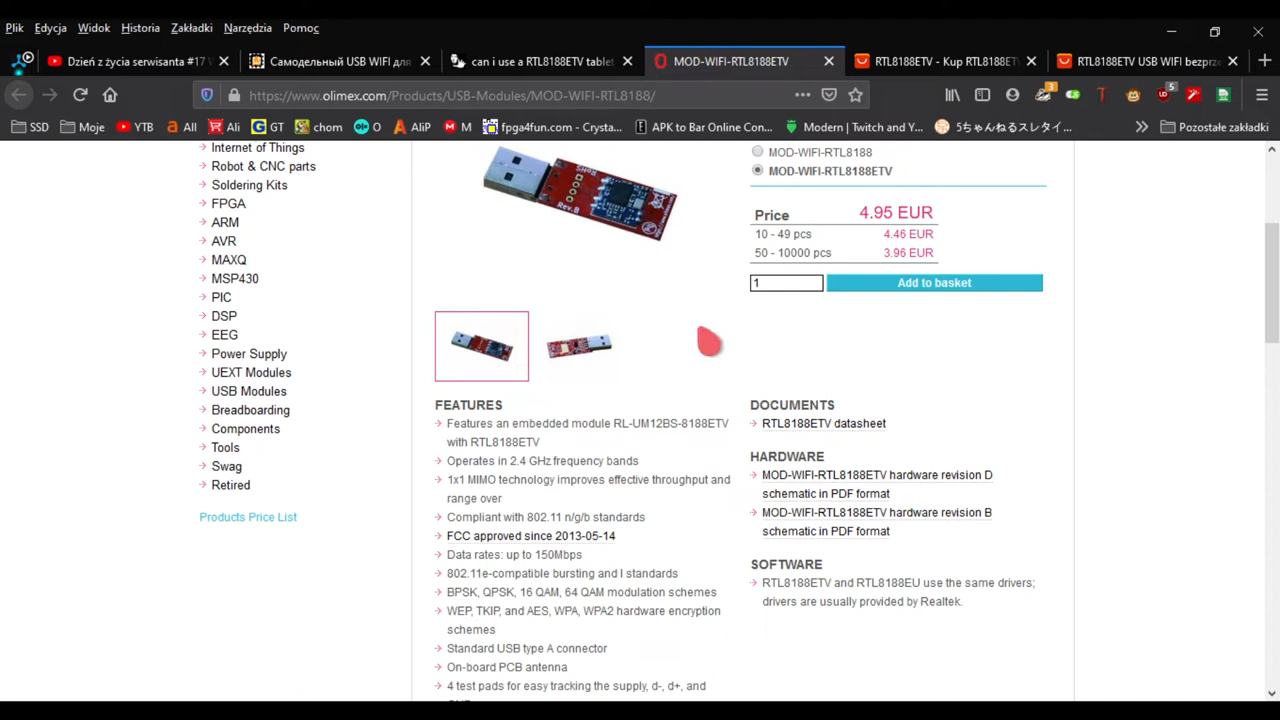 Plik Edycja Widok Historia Zakładki Narzędzia Pomoc
Dzień z życia serwisanta #17 W
Самодельный USB WIFI для
can i use a RTL8189ETV tablet
MOD-WIFI-RTL8188ETV
RTL8189ETV - Kup RTL8189ETV
RTL8189ETV USB WIFI bezprz
https://www.olimex.com/Products/USB-Modules/MOD-WIFI-RTL8188/
3
5
SSD Moje YTB All Ali GT chom O AliP M fpga4fun.com - Crysta... APK to Bar Online Con... Modern | Twitch and Y... 5ちゃんねるスレタイ... Pozostałe zakładki
Internet of Things
Robot & CNC parts
Soldering Kits
FPGA
ARM
AVR
MAXQ
MSP430
PIC
DSP
EEG
Power Supply
UEXT Modules
USB Modules
Breadboarding
Components
Tools
Swag
Retired
Products Price List
RoHS
Rev.B
MOD-WIFI-RTL8188
MOD-WIFI-RTL8188ETV
Price 4.95 EUR
10 - 49 pcs 4.46 EUR
50 - 10000 pcs 3.96 EUR
1 Add to basket
FEATURES
Features an embedded module RL-UM12BS-8188ETV
with RTL8188ETV
Operates in 2.4 GHz frequency bands
1x1 MIMO technology improves effective throughput and
range over
Compliant with 802.11 n/g/b standards
FCC approved since 2013-05-14
Data rates: up to 150Mbps
802.11e-compatible bursting and I standards
BPSK, QPSK, 16 QAM, 64 QAM modulation schemes
WEP, TKIP, and AES, WPA, WPA2 hardware encryption
schemes
Standard USB type A connector
On-board PCB antenna
4 test pads for easy tracking the supply, d-, d+, and
DOCUMENTS
RTL8188ETV datasheet
HARDWARE
MOD-WIFI-RTL8188ETV hardware revision D
schematic in PDF format
MOD-WIFI-RTL8188ETV hardware revision B
schematic in PDF format
SOFTWARE
RTL8188ETV and RTL8188EU use the same drivers;
drivers are usually provided by Realtek.